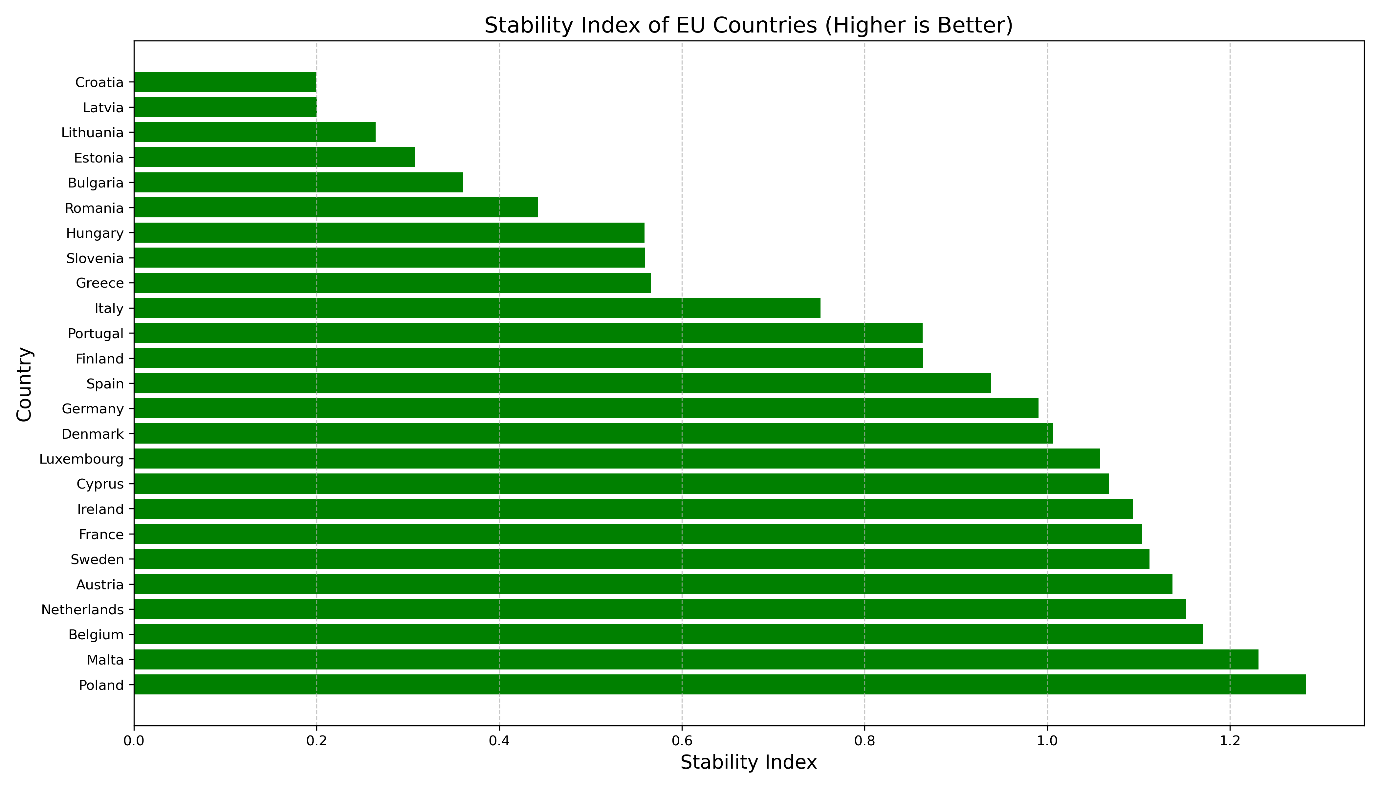 Stability Index of EU Countries (Higher is Better)
Country
Croatia
Latvia
Lithuania
Estonia
Bulgaria
Romania
Hungary
Slovenia
Greece
Italy
Portugal
Finland
Spain
Germany
Denmark
Luxembourg
Cyprus
Ireland
France
Sweden
Austria
Netherlands
Belgium
Malta
Poland
0.0 0.2 0.4 0.6 0.8 1.0 1.2
Stability Index